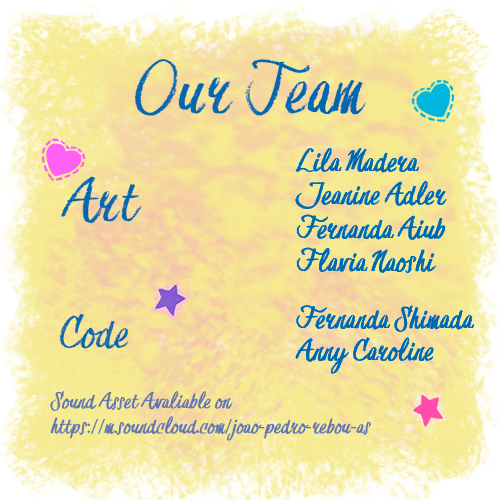 Our Team
Art
Lila Madera
Jeanine Adler
Fernanda Aiub
Flavia Naoshi
Code
Fernanda Shimada
Anny Caroline
Sound Asset Avaliable on
https://m.soundcloud.com/joao-pedro-rebou-as